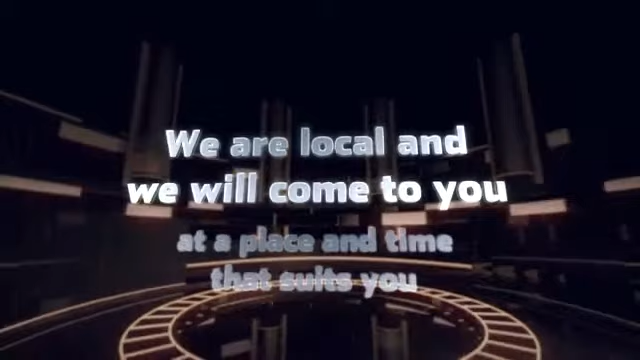 We are local and
we will come to you
at a place and time
that suits you